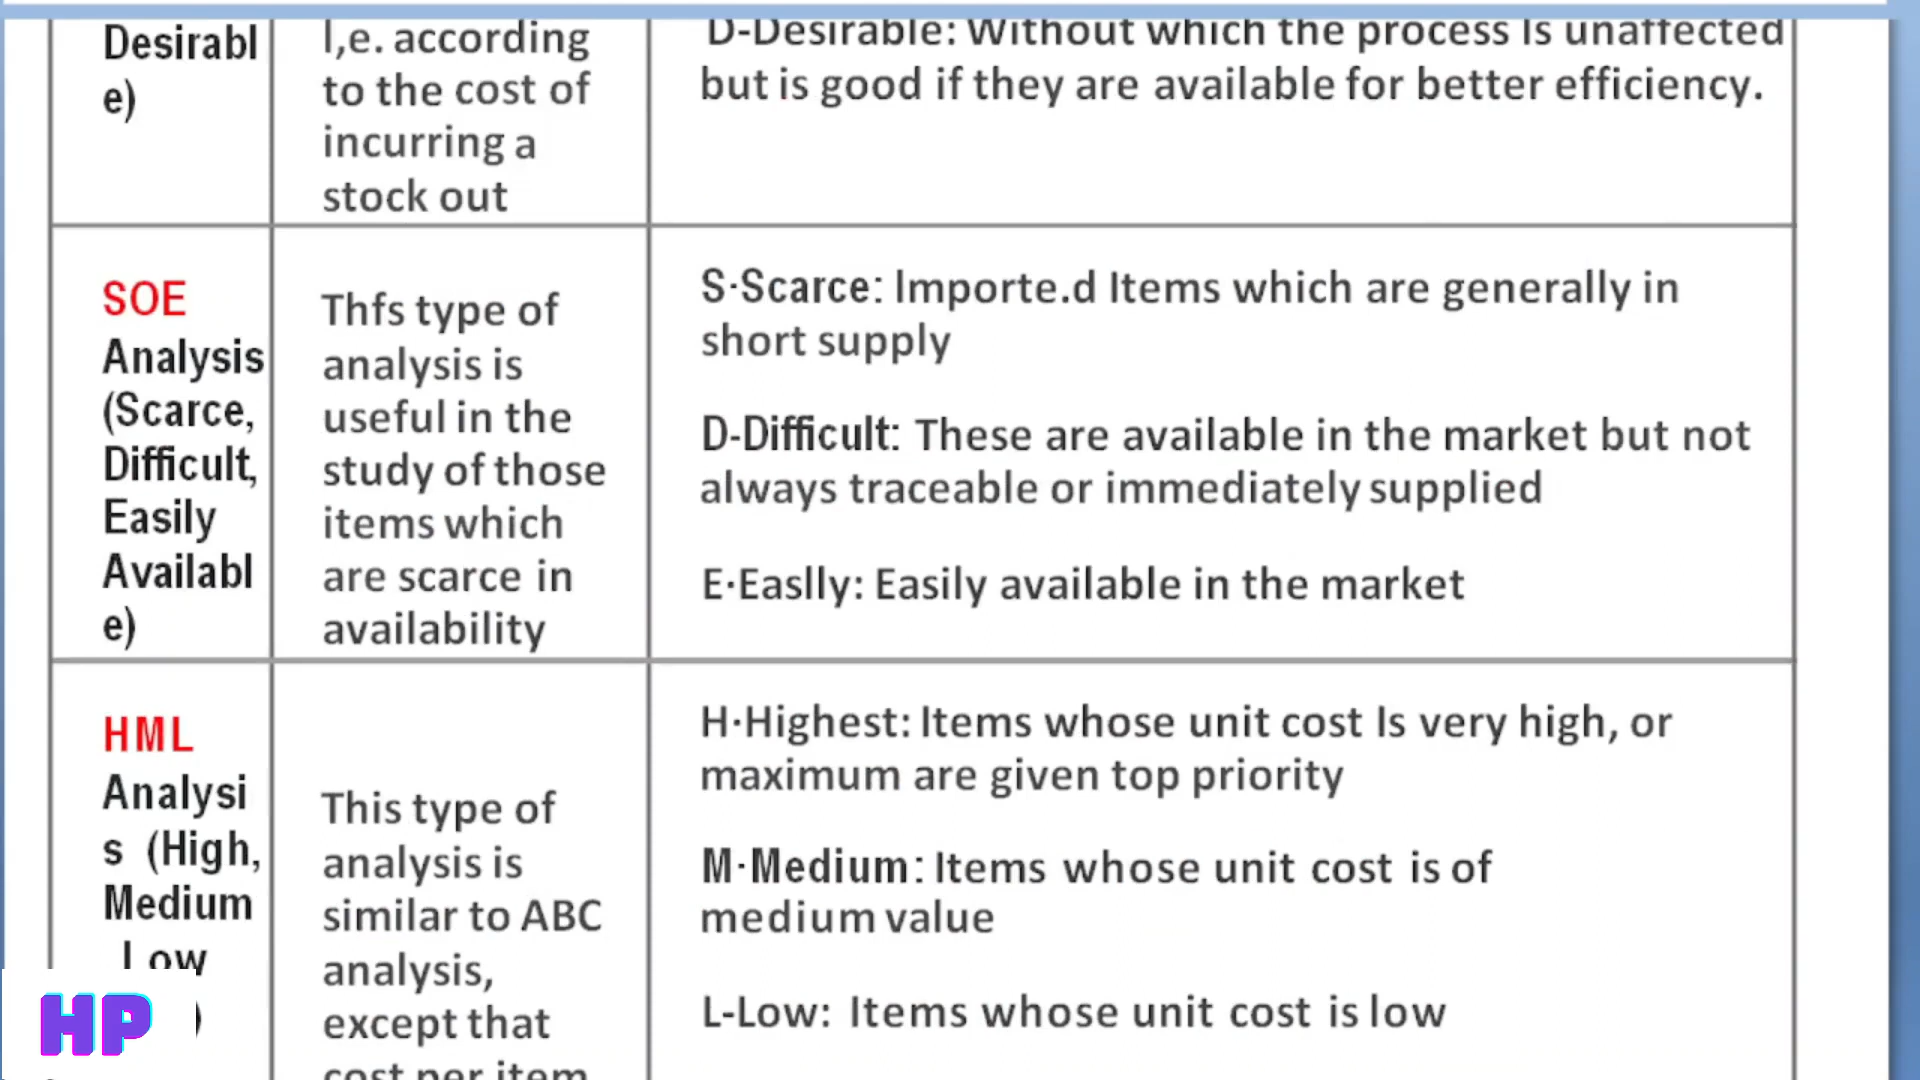 Desirabl
e)
I,e. according
to the cost of
incurring a
stock out
D-Desirable: Without which the process Is unaffected
but is good if they are available for better efficiency.
SOE
Analysis
(Scarce,
Difficult,
Easily
Availabl
e)
Thfs type of
analysis is
useful in the
study of those
items which
are scarce in
availability
S·Scarce: Importe.d Items which are generally in
short supply
D-Difficult: These are available in the market but not
always traceable or immediately supplied
E·Easlly: Easily available in the market
HML
Analysi
s (High,
Medium
Low
)
This type of
analysis is
similar to ABC
analysis,
except that
cost per item
H·Highest: Items whose unit cost Is very high, or
maximum are given top priority
M·Medium: Items whose unit cost is of
medium value
L-Low: Items whose unit cost is low
HP